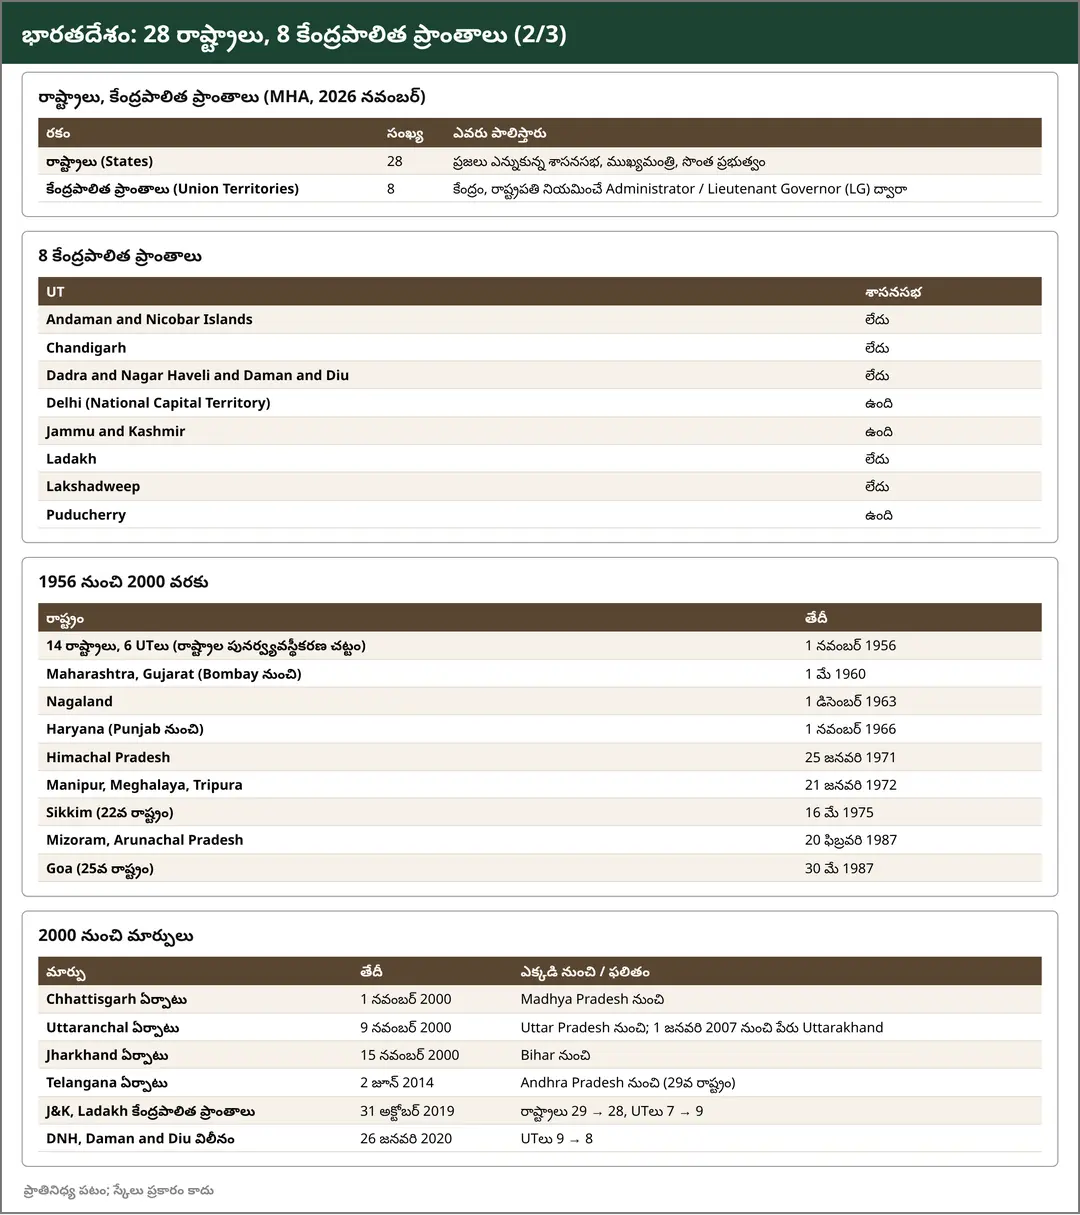 భారతదేశం: 28 రాష్ట్రాలు, 8 కేంద్రపాలిత ప్రాంతాలు (2/3)
రాష్ట్రాలు, కేంద్రపాలిత ప్రాంతాలు (MHA, 2026 నవంబర్)
రకం సంఖ్య ఎవరు పాలిస్తారు
రాష్ట్రాలు (States) 28 ప్రజలు ఎన్నుకున్న శాసనసభ, ముఖ్యమంత్రి, సొంత ప్రభుత్వం
కేంద్రపాలిత ప్రాంతాలు (Union Territories) 8 కేంద్రం, రాష్ట్రపతి నియమించే Administrator / Lieutenant Governor (LG) ద్వారా
8 కేంద్రపాలిత ప్రాంతాలు
UT శాసనసభ
Andaman and Nicobar Islands లేదు
Chandigarh లేదు
Dadra and Nagar Haveli and Daman and Diu లేదు
Delhi (National Capital Territory) ఉంది
Jammu and Kashmir ఉంది
Ladakh లేదు
Lakshadweep లేదు
Puducherry ఉంది
1956 నుంచి 2000 వరకు
రాష్ట్రం తేదీ
14 రాష్ట్రాలు, 6 UTలు (రాష్ట్రాల పునర్వ్యవస్థీకరణ చట్టం) 1 నవంబర్ 1956
Maharashtra, Gujarat (Bombay నుంచి) 1 మే 1960
Nagaland 1 డిసెంబర్ 1963
Haryana (Punjab నుంచి) 1 నవంబర్ 1966
Himachal Pradesh 25 జనవరి 1971
Manipur, Meghalaya, Tripura 21 జనవరి 1972
Sikkim (22వ రాష్ట్రం) 16 మే 1975
Mizoram, Arunachal Pradesh 20 ఫిబ్రవరి 1987
Goa (25వ రాష్ట్రం) 30 మే 1987
2000 నుంచి మార్పులు
మార్పు తేదీ ఎక్కడి నుంచి / ఫలితం
Chhattisgarh ఏర్పాటు 1 నవంబర్ 2000 Madhya Pradesh నుంచి
Uttaranchal ఏర్పాటు 9 నవంబర్ 2000 Uttar Pradesh నుంచి; 1 జనవరి 2007 నుంచి పేరు Uttarakhand
Jharkhand ఏర్పాటు 15 నవంబర్ 2000 Bihar నుంచి
Telangana ఏర్పాటు 2 జూన్ 2014 Andhra Pradesh నుంచి (29వ రాష్ట్రం)
J&K, Ladakh కేంద్రపాలిత ప్రాంతాలు 31 అక్టోబర్ 2019 రాష్ట్రాలు 29 → 28, UTలు 7 → 9
DNH, Daman and Diu విలీనం 26 జనవరి 2020 UTలు 9 → 8
ప్రాతినిధ్య పటం; స్కేలు ప్రకారం కాదు